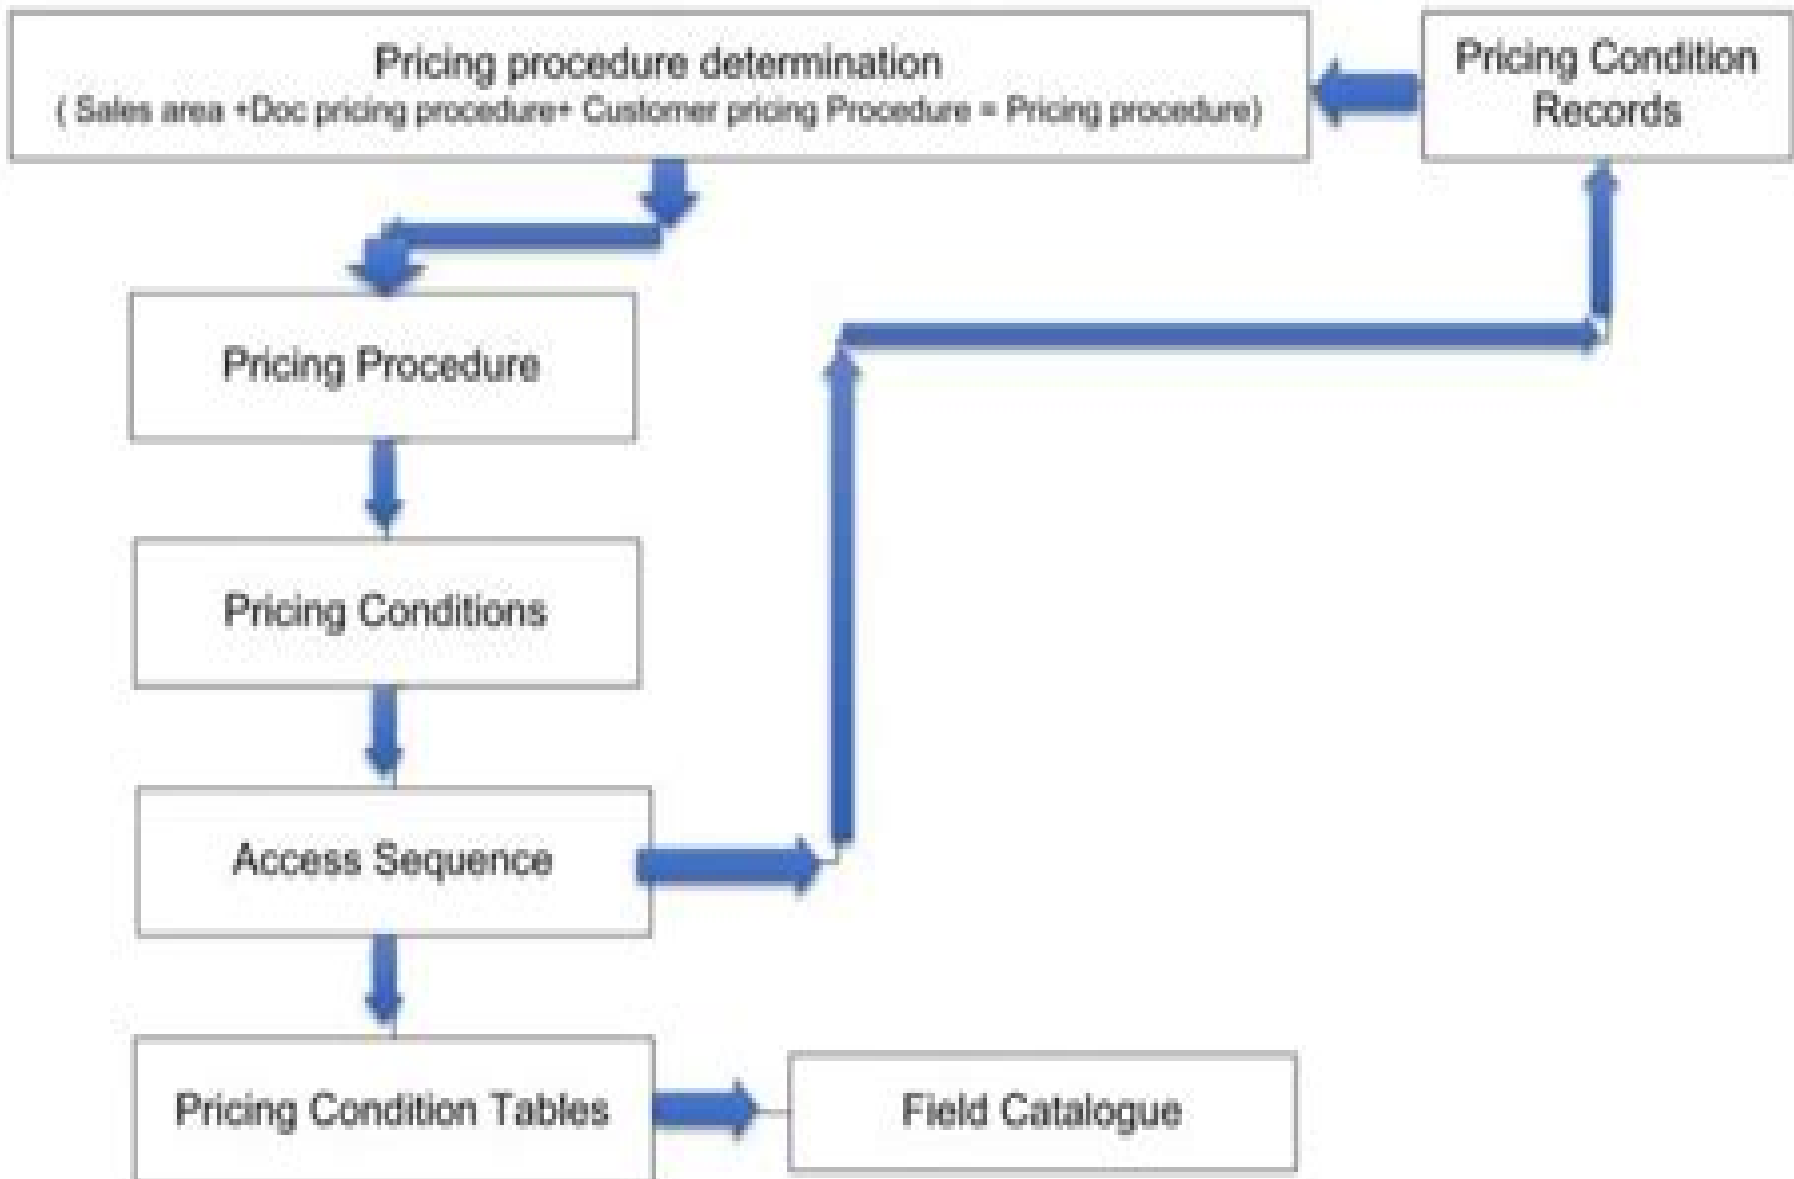 Pricing procedure determination
( Sales area +Doc pricing procedure+ Customer pricing Procedure = Pricing procedure)
Pricing Condition
Records
Pricing Procedure
Pricing Conditions
Access Sequence
Pricing Condition Tables
Field Catalogue